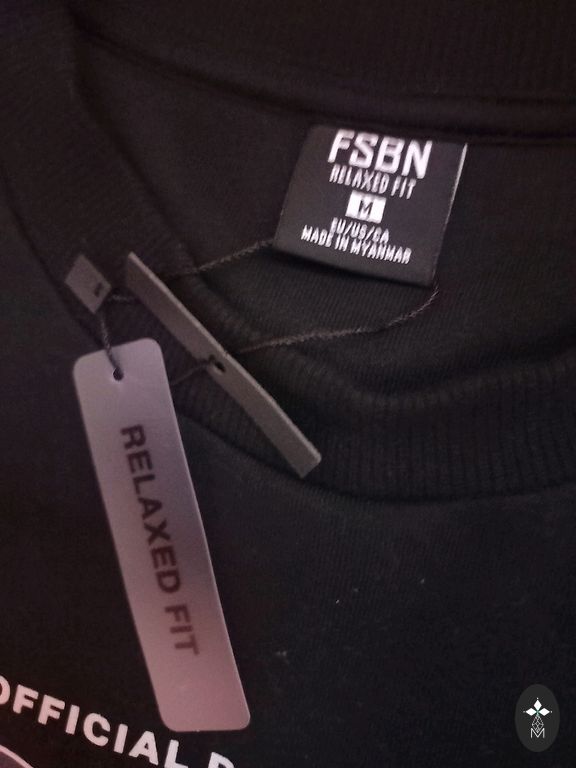 FSBN
RELAXED FIT
M
EU/US/CA
MADE IN MYANMAR
RELAXED FIT
OFFICIAL
M